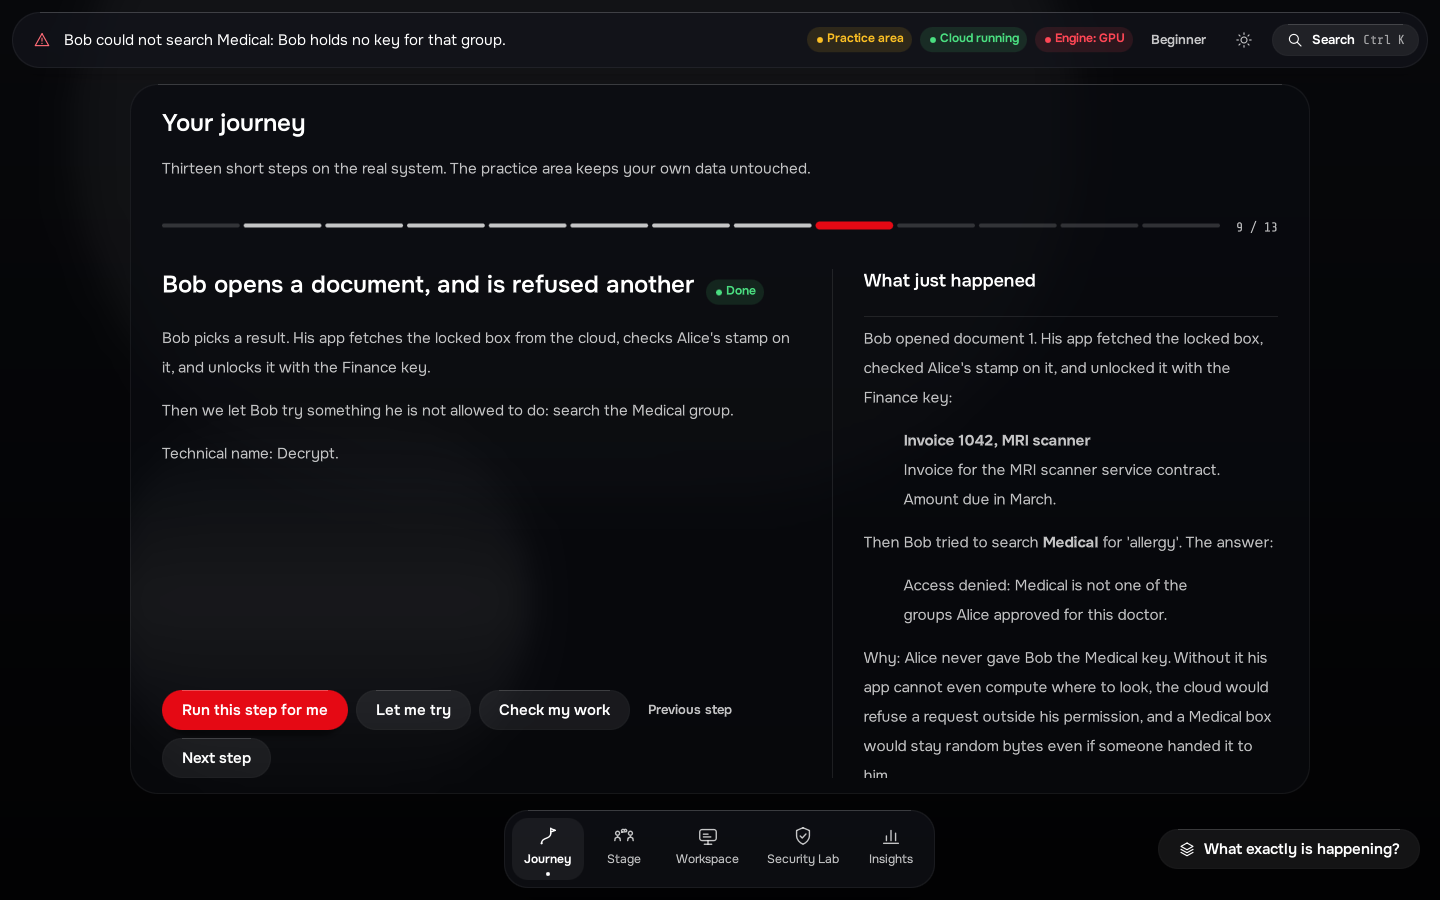 Bob could not search Medical: Bob holds no key for that group.
Practice area
Cloud running
Engine: GPU
Beginner
Search Ctrl K
Your journey
Thirteen short steps on the real system. The practice area keeps your own data untouched.
9 / 13
Bob opens a document, and is refused another
Done
Bob picks a result. His app fetches the locked box from the cloud, checks Alice's stamp on
it, and unlocks it with the Finance key.
Then we let Bob try something he is not allowed to do: search the Medical group.
Technical name: Decrypt.
Run this step for me
Let me try
Check my work
Previous step
Next step
What just happened
Bob opened document 1. His app fetched the locked box,
checked Alice's stamp on it, and unlocked it with the
Finance key:
Invoice 1042, MRI scanner
Invoice for the MRI scanner service contract.
Amount due in March.
Then Bob tried to search Medical for 'allergy'. The answer:
Access denied: Medical is not one of the
groups Alice approved for this doctor.
Why: Alice never gave Bob the Medical key. Without it his
app cannot even compute where to look, the cloud would
refuse a request outside his permission, and a Medical box
would stay random bytes even if someone handed it to
him.
Journey
Stage
Workspace
Security Lab
Insights
What exactly is happening?